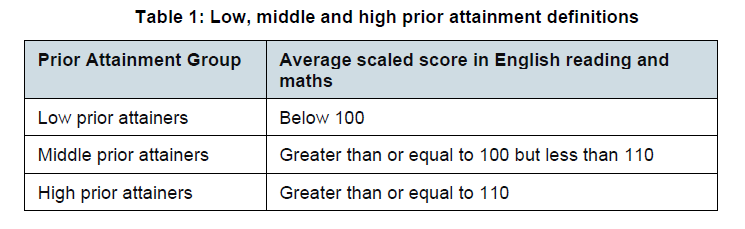 Table 1: Low, middle and high prior attainment definitions
Prior Attainment Group
Average scaled score in English reading and
maths
Low prior attainers
Below 100
Middle prior attainers
Greater than or equal to 100 but less than 110
High prior attainers
Greater than or equal to 110